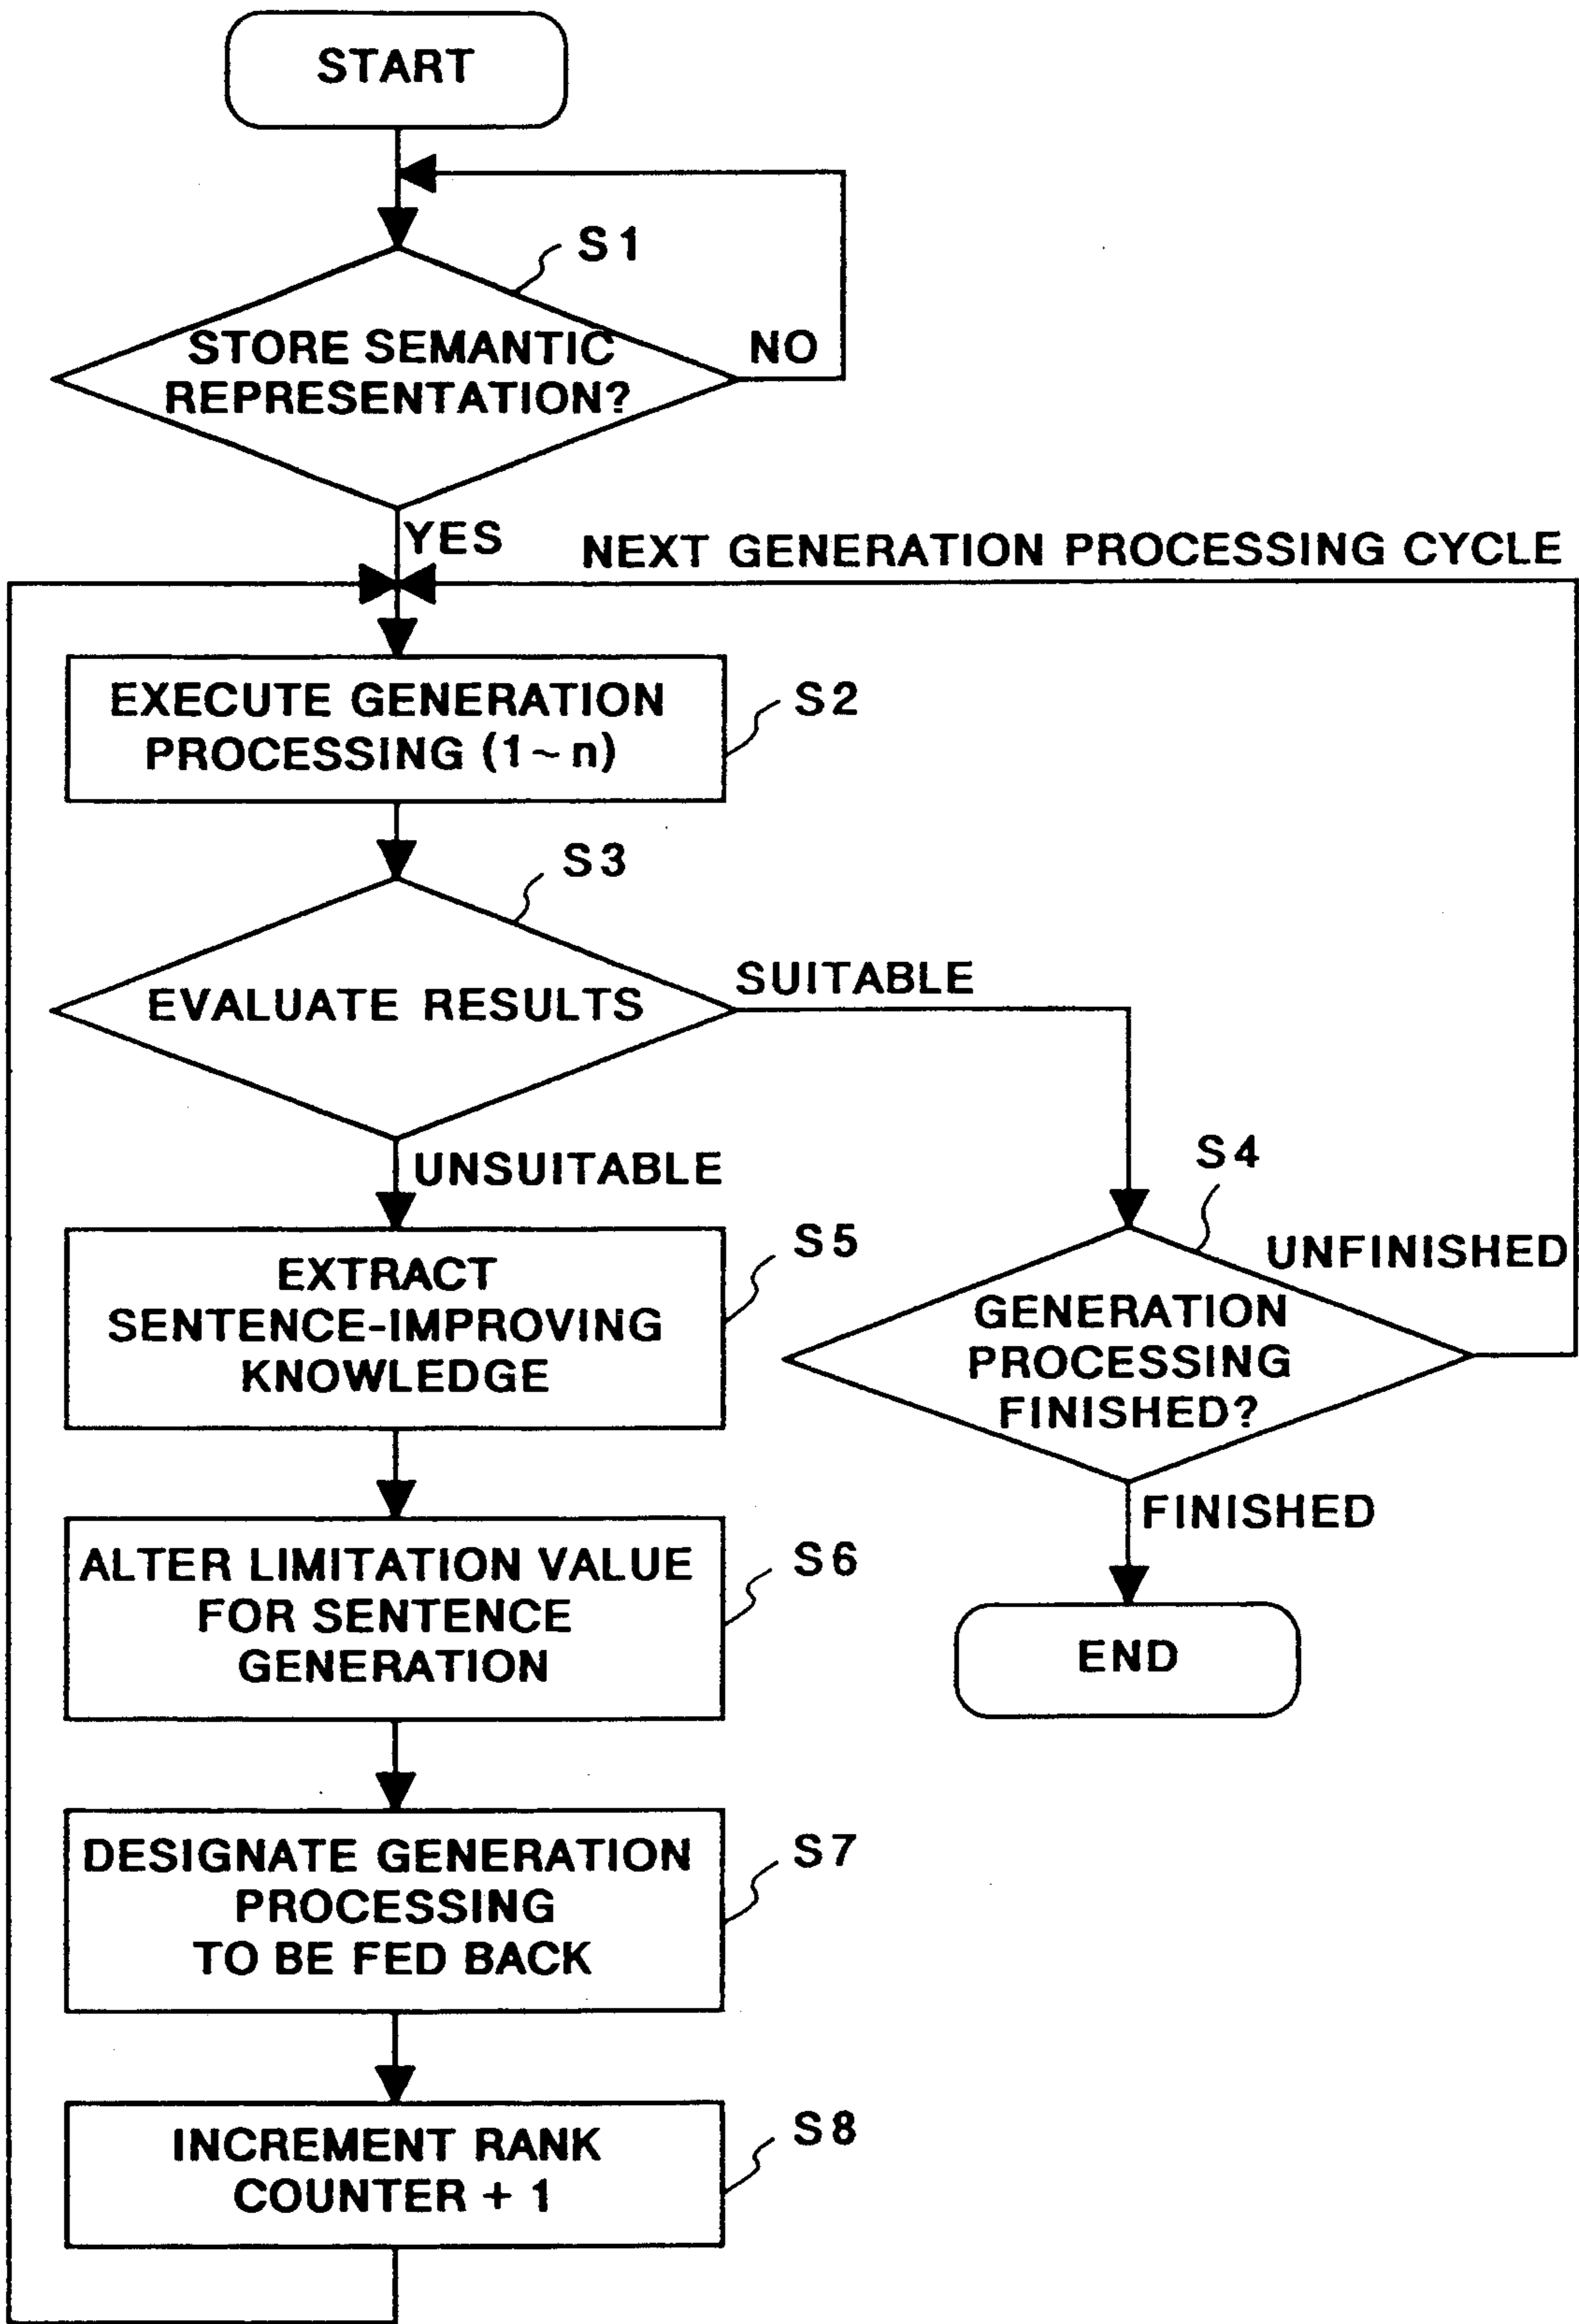 START
S1
STORE SEMANTIC
REPRESENTATION?
NO
YES
NEXT GENERATION PROCESSING CYCLE
EXECUTE GENERATION
PROCESSING (1~n)
S2
S3
EVALUATE RESULTS
SUITABLE
UNSUITABLE
S4
UNFINISHED
GENERATION
PROCESSING
FINISHED?
FINISHED
END
EXTRACT
SENTENCE-IMPROVING
KNOWLEDGE
S5
ALTER LIMITATION VALUE
FOR SENTENCE
GENERATION
S6
DESIGNATE GENERATION
PROCESSING
TO BE FED BACK
S7
INCREMENT RANK
COUNTER + 1
S8